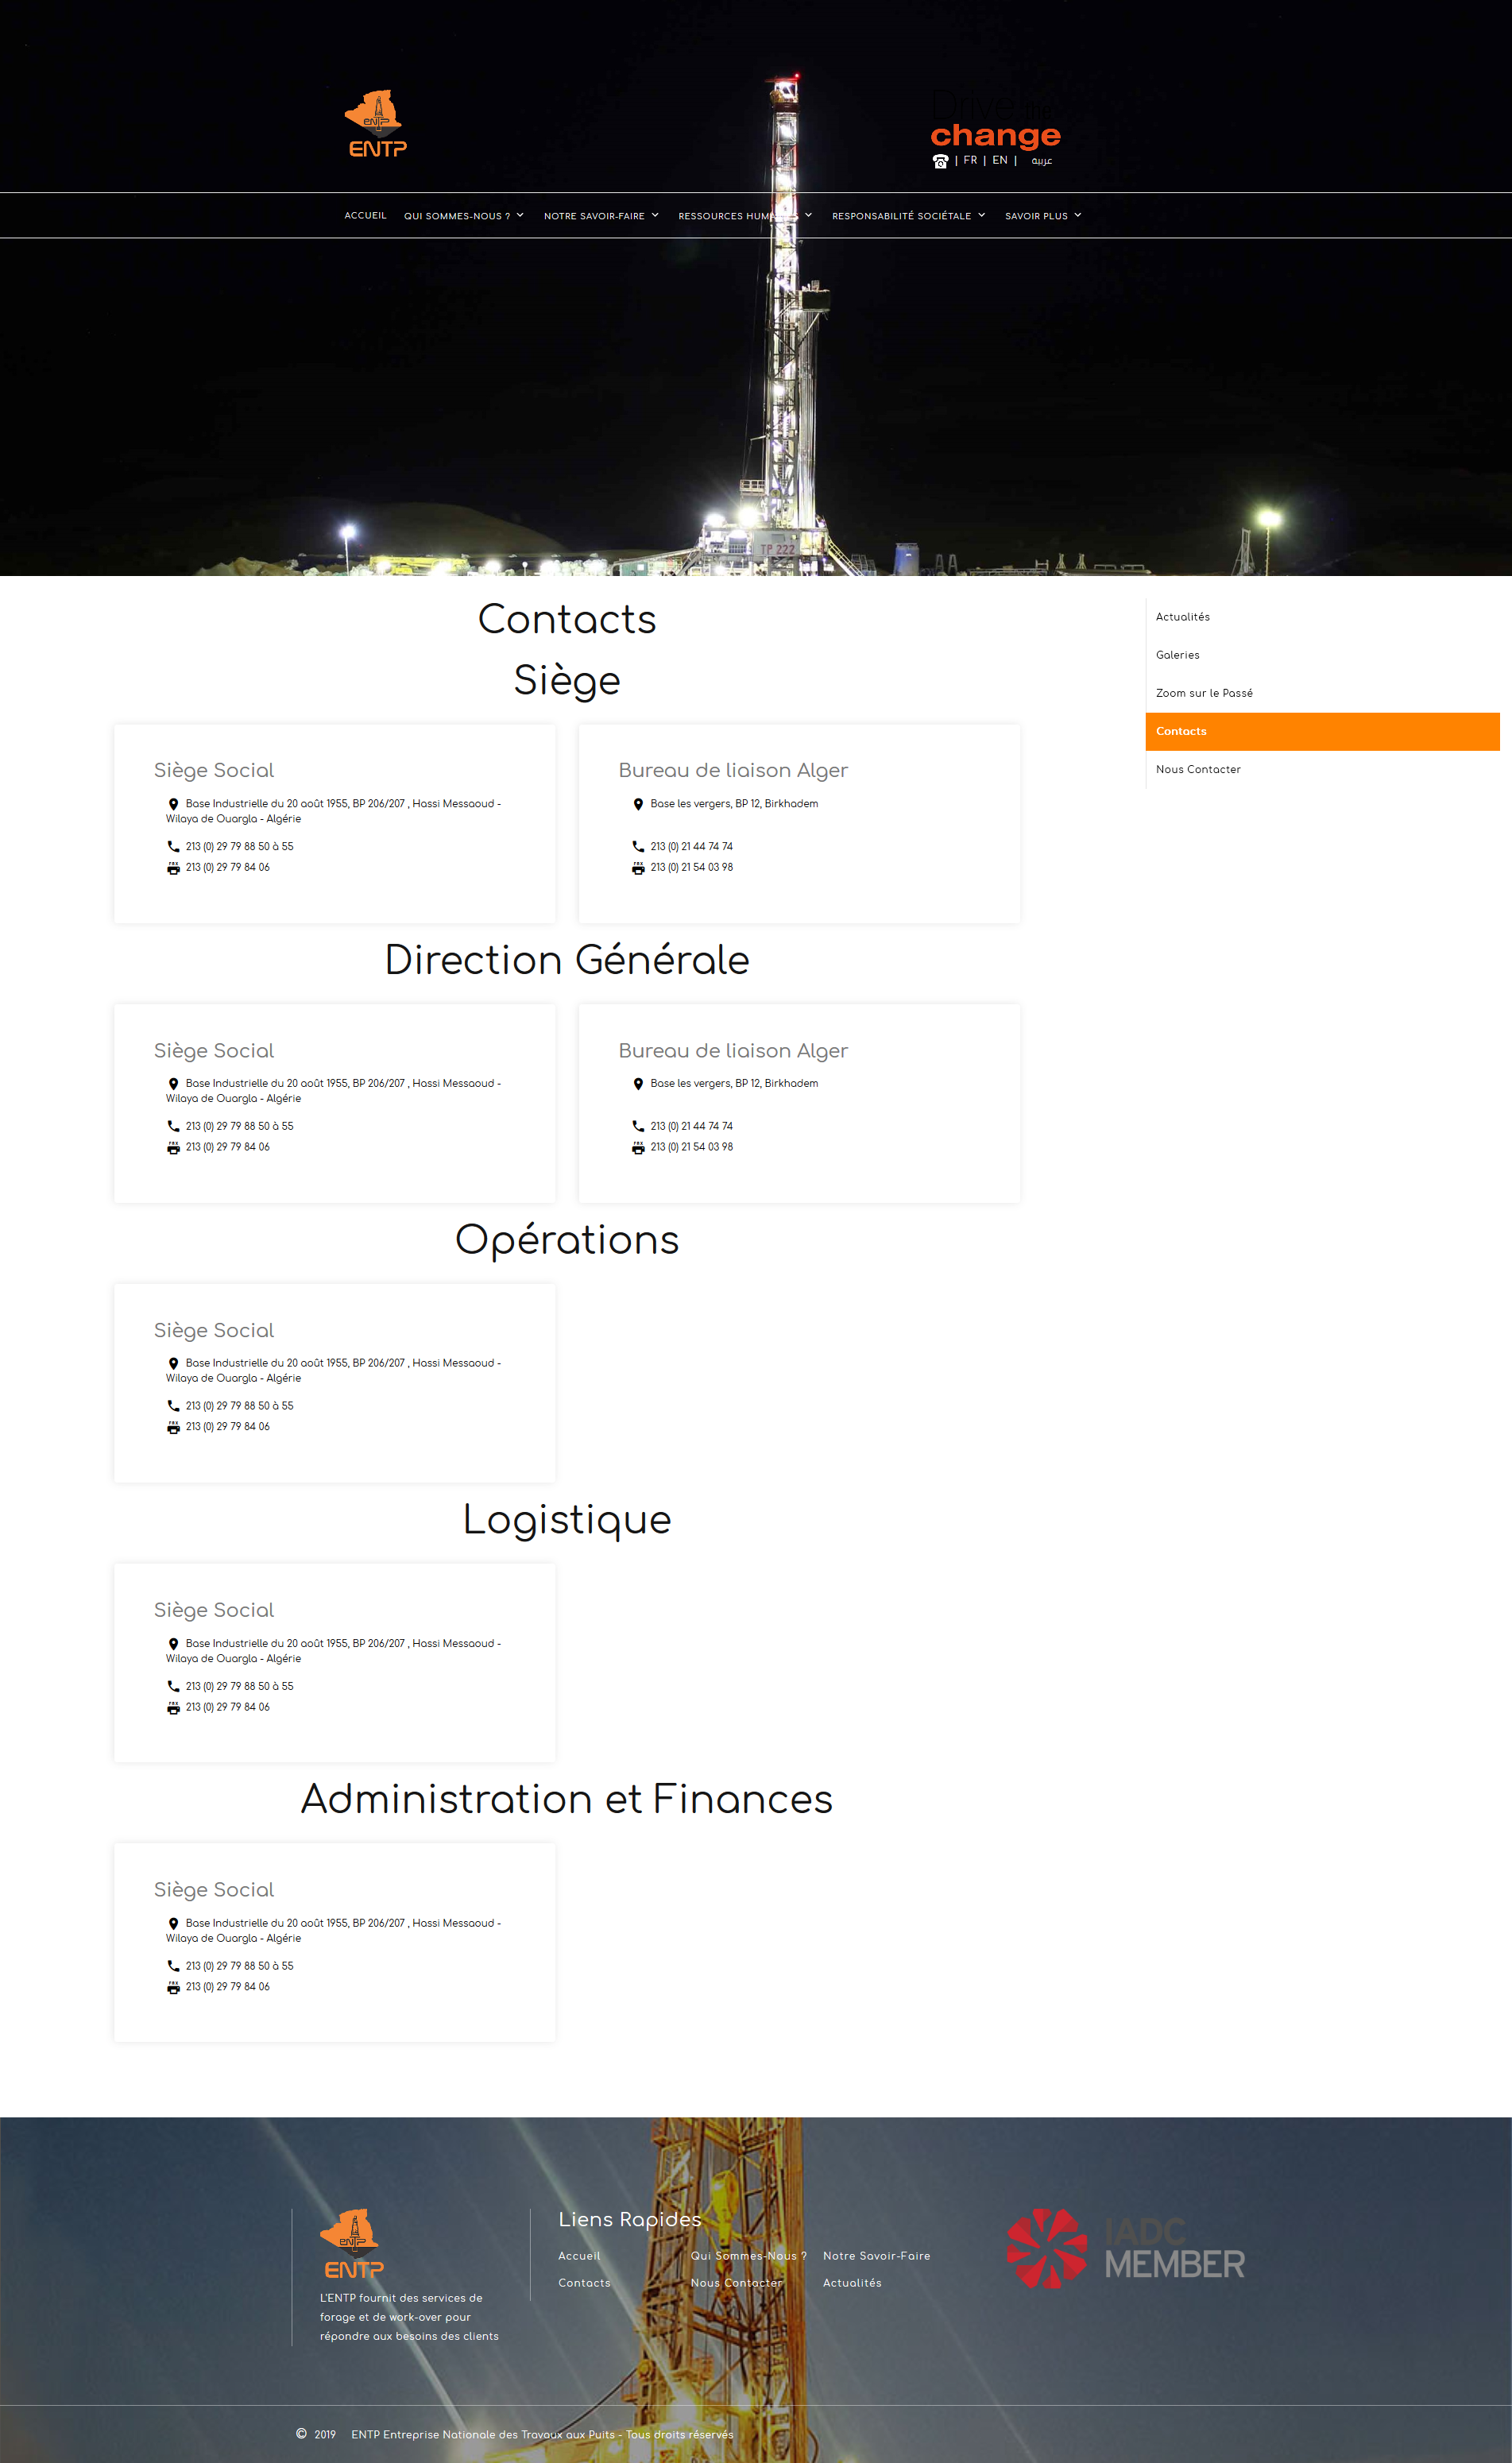 eNTP
ENTP
Drive the
change
| FR | EN | عربية
ACCUEIL QUI SOMMES-NOUS ? NOTRE SAVOIR-FAIRE RESSOURCES RESPONSABILITÉ SOCIÉTALE SAVOIR PLUS
TP 222
Contacts
Siège
Siège Social
Base Industrielle du 20 août 1955, BP 206/207 , Hassi Messaoud -
Wilaya de Ouargla - Algérie
213 (0) 29 79 88 50 à 55
213 (0) 29 79 84 06
Bureau de liaison Alger
Base les vergers, BP 12, Birkhadem
213 (0) 21 44 74 74
213 (0) 21 54 03 98
Direction Générale
Siège Social
Base Industrielle du 20 août 1955, BP 206/207 , Hassi Messaoud -
Wilaya de Ouargla - Algérie
213 (0) 29 79 88 50 à 55
213 (0) 29 79 84 06
Bureau de liaison Alger
Base les vergers, BP 12, Birkhadem
213 (0) 21 44 74 74
213 (0) 21 54 03 98
Opérations
Siège Social
Base Industrielle du 20 août 1955, BP 206/207 , Hassi Messaoud -
Wilaya de Ouargla - Algérie
213 (0) 29 79 88 50 à 55
213 (0) 29 79 84 06
Logistique
Siège Social
Base Industrielle du 20 août 1955, BP 206/207 , Hassi Messaoud -
Wilaya de Ouargla - Algérie
213 (0) 29 79 88 50 à 55
213 (0) 29 79 84 06
Administration et Finances
Siège Social
Base Industrielle du 20 août 1955, BP 206/207 , Hassi Messaoud -
Wilaya de Ouargla - Algérie
213 (0) 29 79 88 50 à 55
213 (0) 29 79 84 06
Actualités
Galeries
Zoom sur le Passé
Contacts
Nous Contacter
eNTP
ENTP
L'ENTP fournit des services de
forage et de work-over pour
répondre aux besoins des clients
Liens Rapides
Accueil Qui Sommes-Nous ? Notre Savoir-Faire
Contacts Nous Contacter Actualités
IADC
MEMBER
© 2019 ENTP Entreprise Nationale des Travaux aux Puits - Tous droits réservés